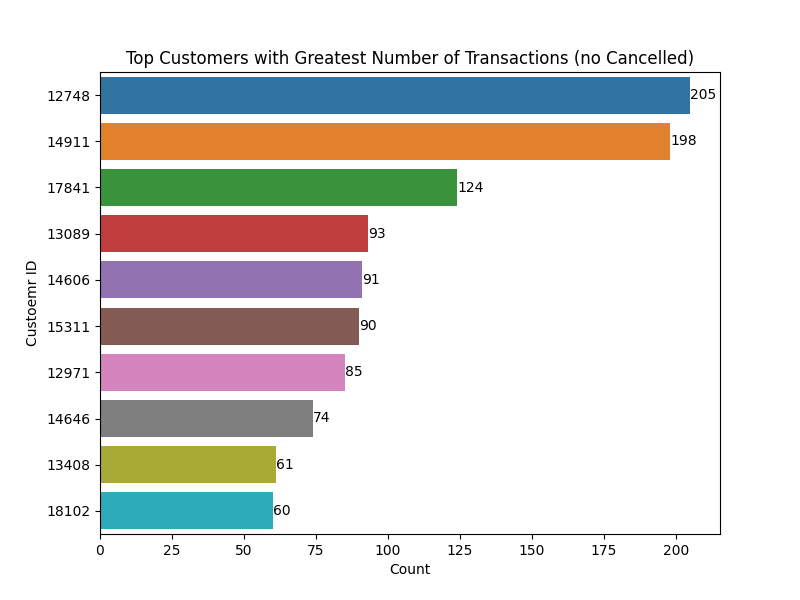 Top Customers with Greatest Number of Transactions (no Cancelled)
12748 205
14911 198
17841 124
13089 93
14606 91
15311 90
12971 85
14646 74
13408 61
18102 60
Custoemr ID
0 25 50 75 100 125 150 175 200
Count